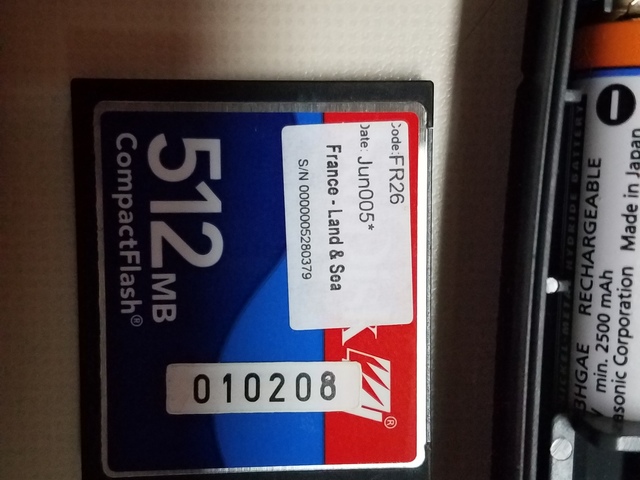 Code:FR26
Date: Jun005*
France - Land & Sea
S/N 0000005280379
512MB
CompactFlash®
010208
®
RECHARGEABLE
min. 2500 mAh
Made in Japan